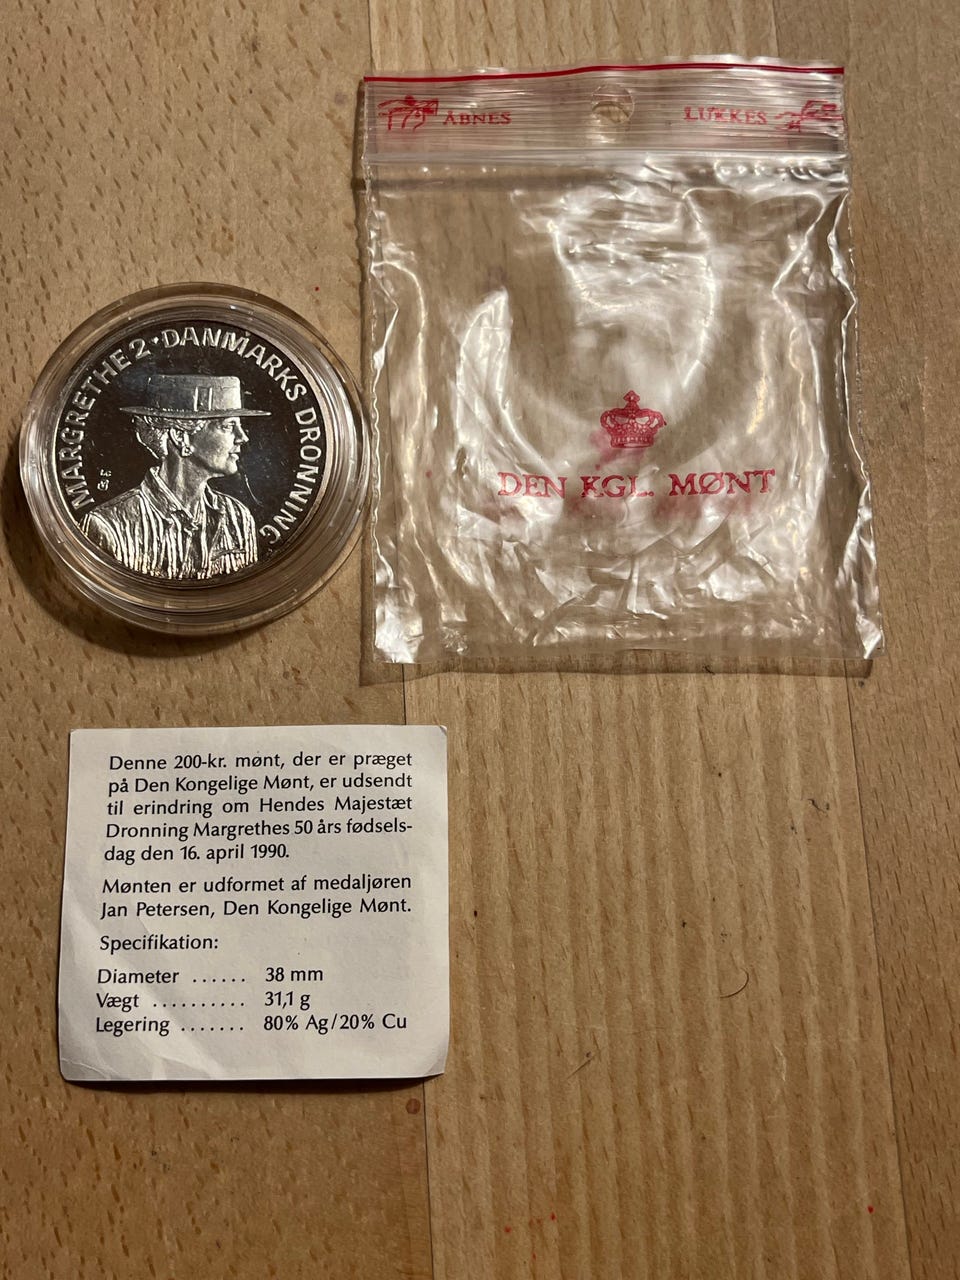 ÅBNES
LUKKES
MARGRETHE 2 · DANMARKS DRONNING
DEN KGL. MØNT
Denne 200-kr. mønt, der er præget
på Den Kongelige Mønt, er udsendt
til erindring om Hendes Majestæt
Dronning Margrethes 50 års fødsels-
dag den 16. april 1990.
Mønten er udformet af medaljøren
Jan Petersen, Den Kongelige Mønt.
Specifikation:
Diameter ...... 38 mm
Vægt .......... 31,1 g
Legering ....... 80% Ag/20% Cu